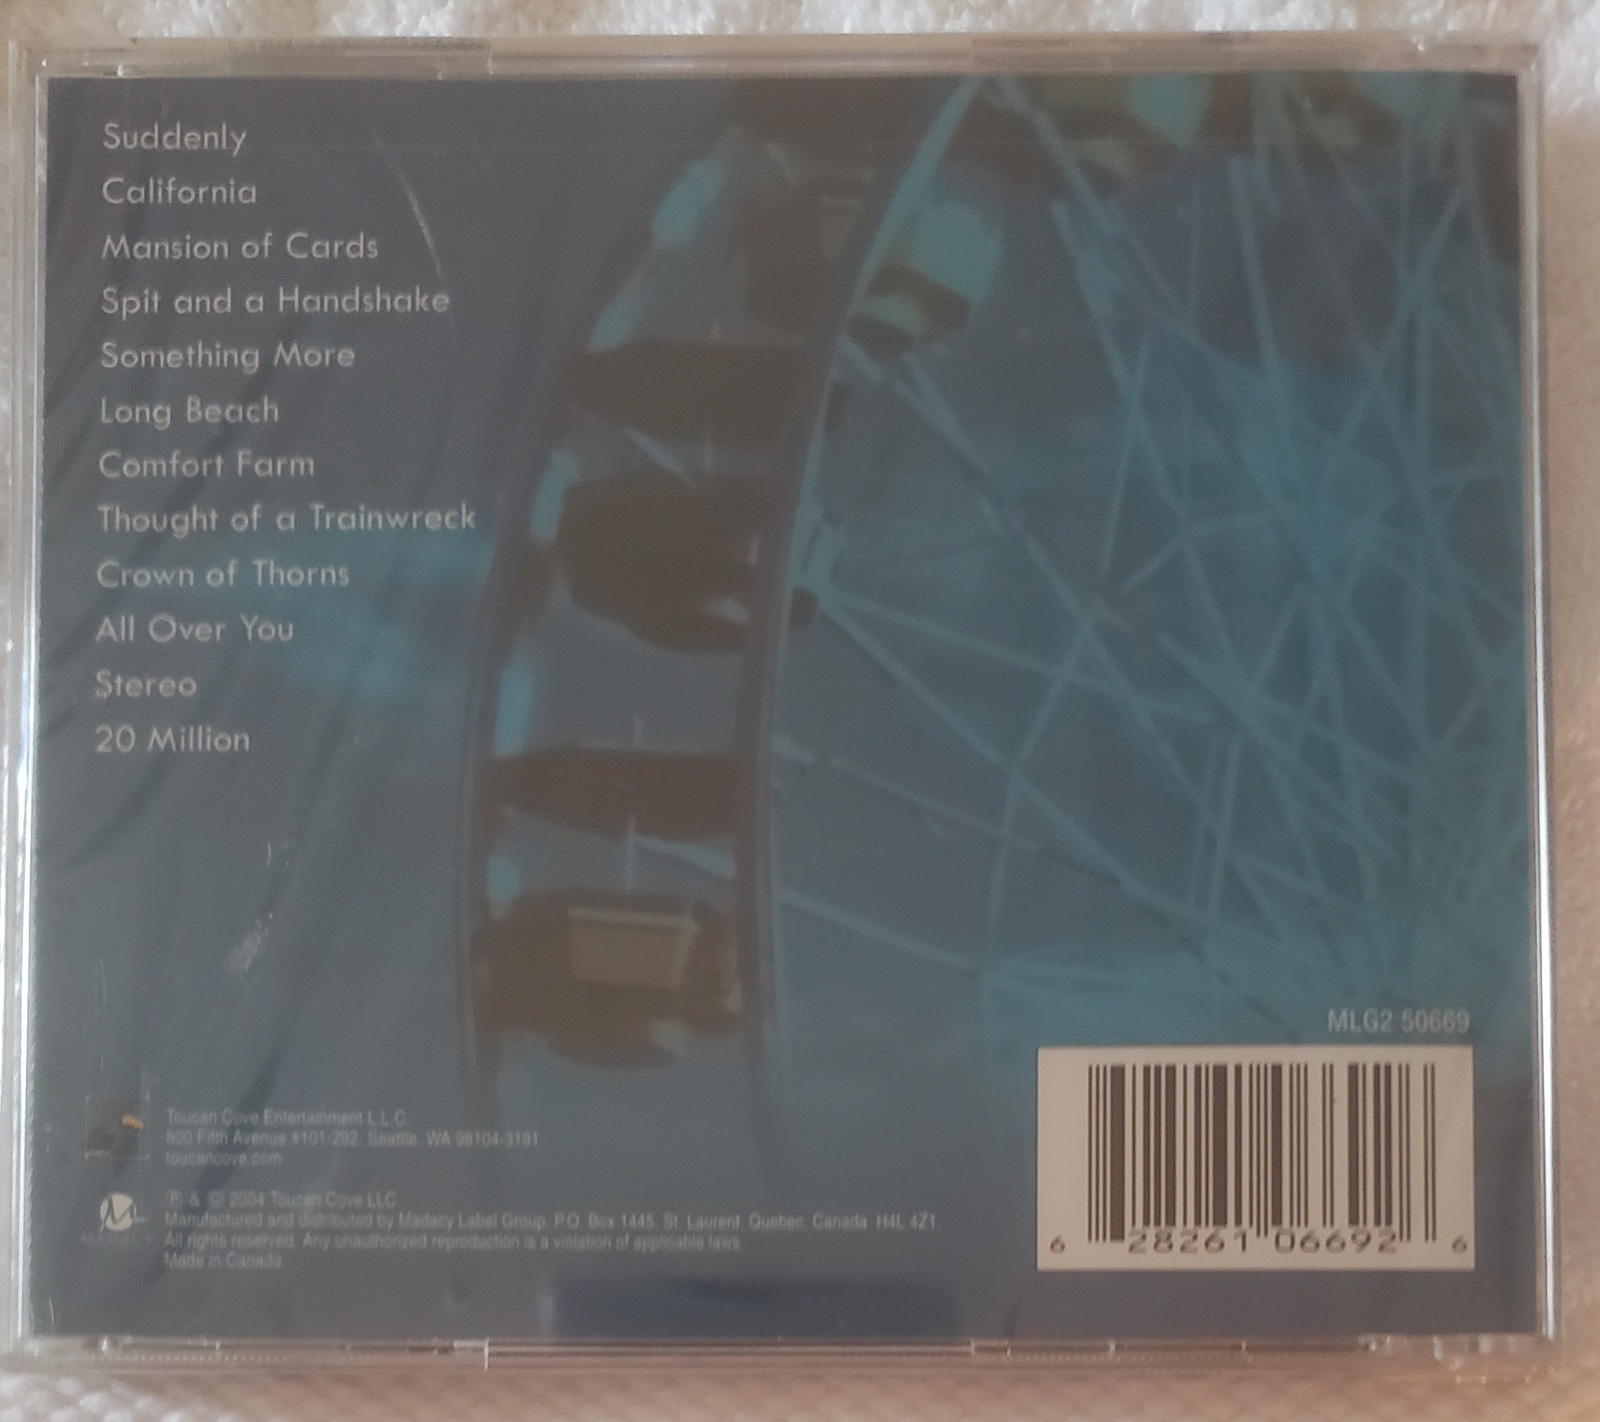 Suddenly
California
Mansion of Cards
Spit and a Handshake
Something More
Long Beach
Comfort Farm
Thought of a Trainwreck
Crown of Thorns
All Over You
Stereo
20 Million
MLG2 50669
Toucan Cove Entertainment L.L.C.
800 Fifth Avenue #101-292, Seattle, WA 98104-3191
toucancove.com
℗ & © 2004 Toucan Cove LLC
Manufactured and distributed by Madacy Label Group, P.O. Box 1445, St. Laurent, Quebec, Canada H4L 4Z1.
All rights reserved. Any unauthorized reproduction is a violation of applicable laws.
Made in Canada.
6 28261 06692 6